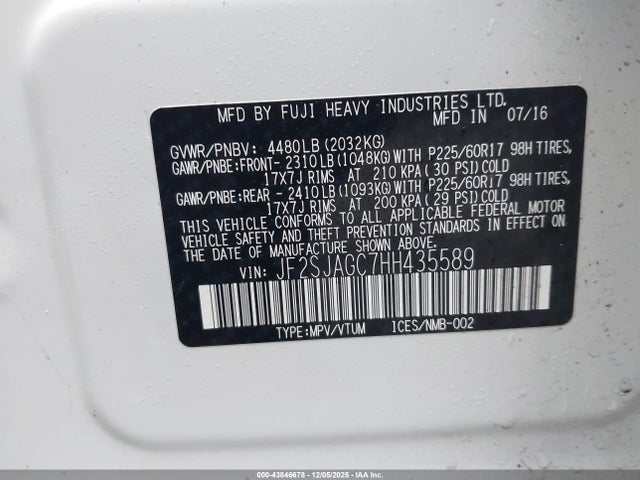 MFD BY FUJI HEAVY INDUSTRIES LTD.
MFD IN 07/16
GVWR/PNBV: 4480LB(2032KG)
GAWR/PNBE:FRONT- 2310LB(1048KG)WITH P225/60R17 98H TIRES,
17X7J RIMS AT 210 KPA(30 PSI)COLD
GAWR/PNBE:REAR - 2410LB(1093KG)WITH P225/60R17 98H TIRES,
17X7J RIMS AT 200 KPA(29 PSI)COLD
THIS VEHICLE CONFORMS TO ALL APPLICABLE FEDERAL MOTOR
VEHICLE SAFETY AND THEFT PREVENTION STANDARDS IN EFFECT ON
THE DATE OF MANUFACTURE SHOWN ABOVE.
VIN: JF2SJAGC7HH435589
TYPE:MPV/VTUM ICES/NMB-002
000-43846678 - 12/05/2025 - IAA Inc. Copyright